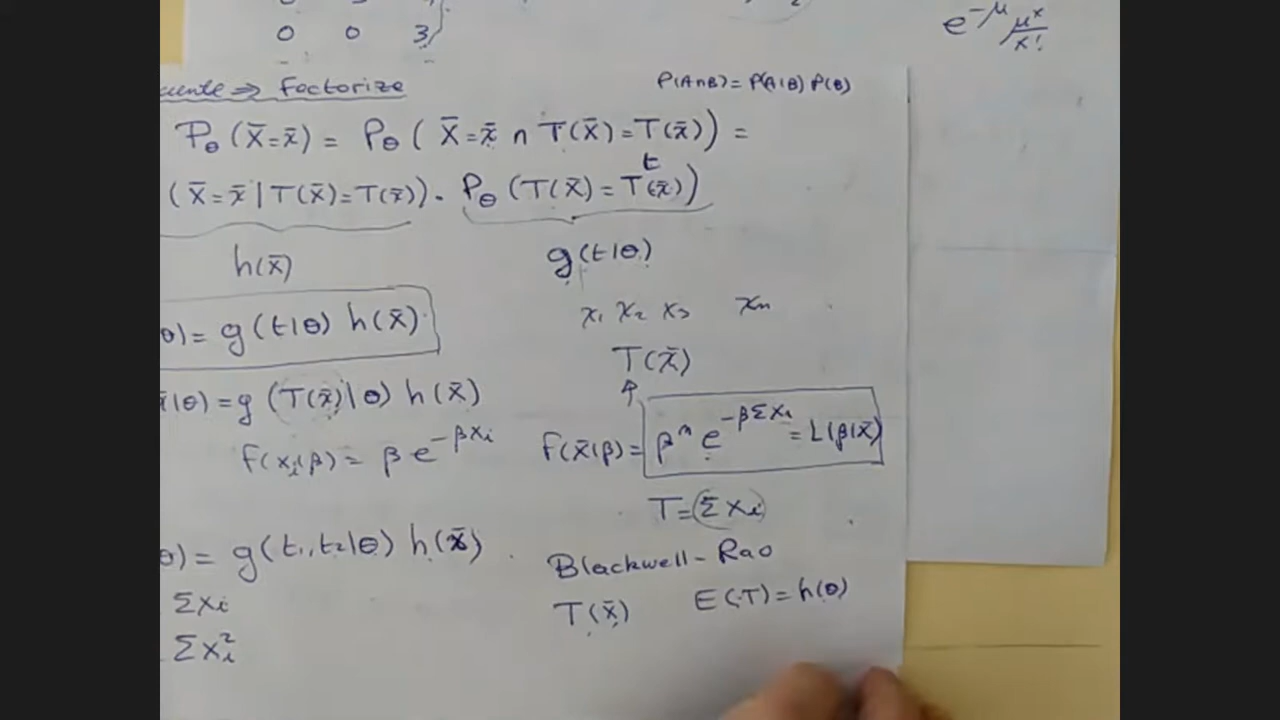 0 0 3
e^{-μ} μ^x / x!
⇒ Factorize
P(A∩B) = P(A|B) P(B)
P_θ (X̄=x̄) = P_θ ( X̄=x̄ ∩ T(X̄)=T(x̄)) =
(X̄=x̄ | T(X̄)=T(x̄)) · P_θ (T(X̄) = T(x̄))
t
h(x̄)
g(t|θ)
x₁ x₂ x₃ xₙ
θ) = g(t|θ) h(x̄)
T(x̄)
|θ) = g (T(x̄)|θ) h(x̄)
f(xᵢ|β) = β e^{-βxᵢ}
f(x̄|β) = βⁿ e^{-βΣxᵢ} = L(β|x̄)
T = Σxᵢ
θ) = g(t₁,t₂|θ) h(x̄)
Σxᵢ
Σxᵢ²
Blackwell-Rao
T(x̄) E(T) = h(θ)